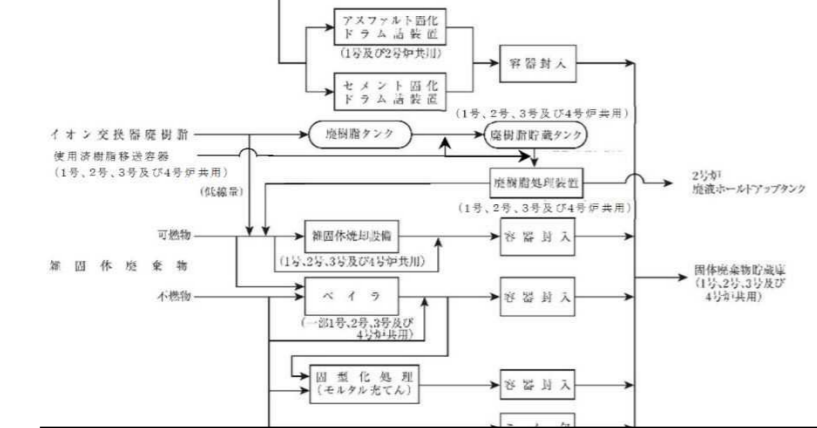 アスファルト固化
ドラム詰装置
(1号及び2号炉共用)
容器封入
セメント固化
ドラム詰装置
(1号、2号、3号及び4号炉共用)
イオン交換器廃樹脂
廃樹脂タンク
廃樹脂貯蔵タンク
使用済樹脂移送容器
(1号、2号、3号及び4号炉共用)
(低線量)
廃樹脂処理装置
(1号、2号、3号及び4号炉共用)
2号炉
廃液ホールドアップタンク
可燃物
雑固体焼却設備
(1号、2号、3号及び4号炉共用)
容器封入
雑固体廃棄物
固体廃棄物貯蔵庫
(1号、2号、3号及び
4号炉共用)
不燃物
ベイラ
(一部1号、2号、3号及び
4号炉共用)
容器封入
固型化処理
(モルタル充てん)
容器封入